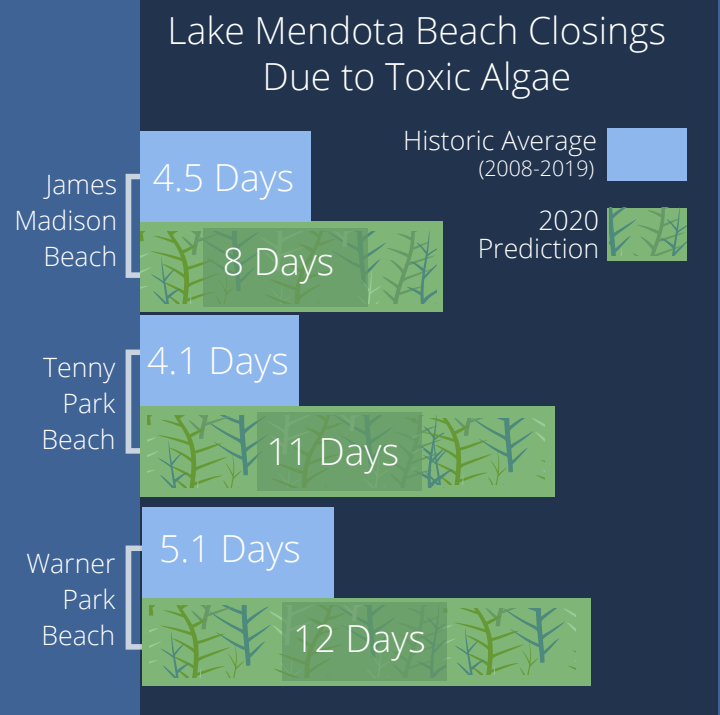 Lake Mendota Beach Closings
Due to Toxic Algae
Historic Average
(2008-2019)
2020
Prediction
James
Madison
Beach
4.5 Days
8 Days
Tenny
Park
Beach
4.1 Days
11 Days
Warner
Park
Beach
5.1 Days
12 Days